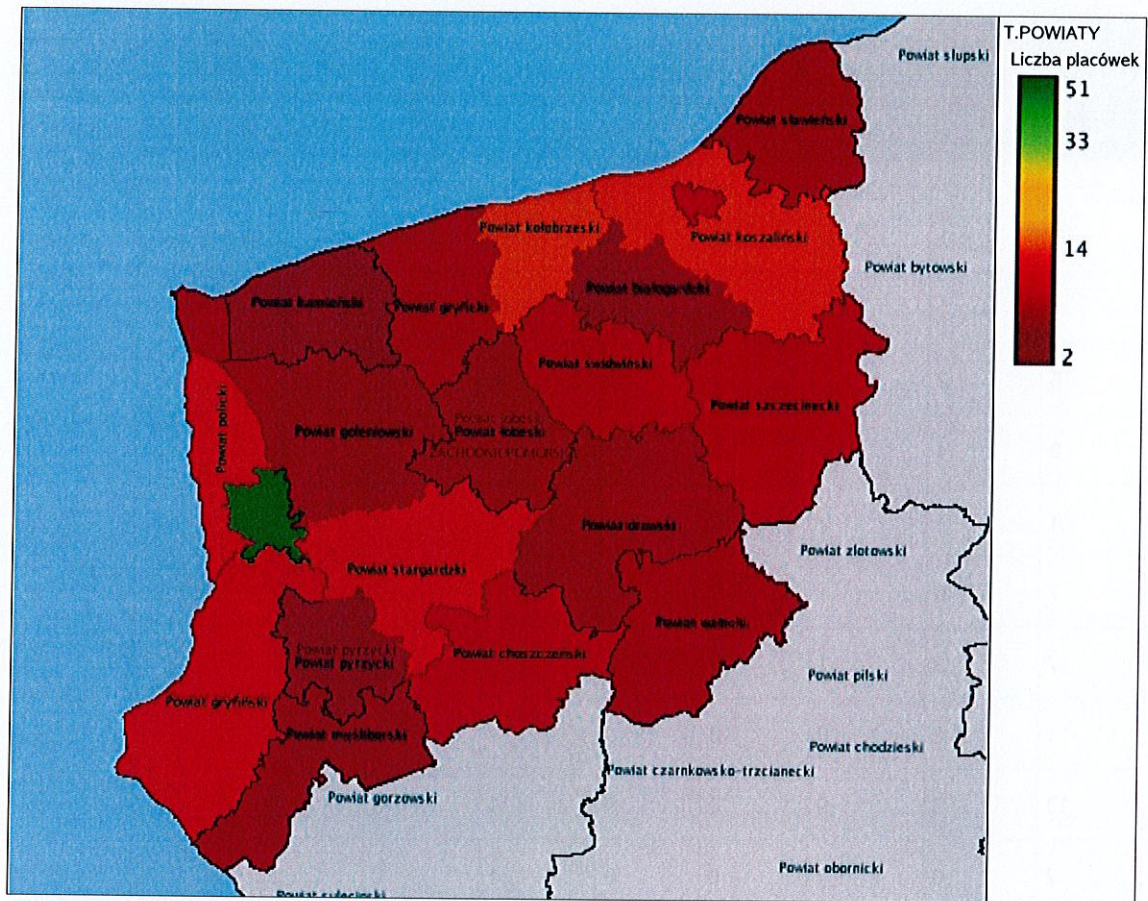 T.POWIATY
Liczba placówek
51
33
14
2
Powiat słupski
Powiat sławieński
Powiat kołobrzeski
Powiat koszaliński
Powiat bytowski
Powiat białogardzki
Powiat kamieński
Powiat gryficki
Powiat świdwiński
Powiat szczecinecki
Powiat policki
Powiat goleniowski
Powiat łobeski
Powiat łobeski
ZACHODNIOPOMORSKIE
Powiat drawski
Powiat złotowski
Powiat stargardzki
Powiat wałecki
Powiat pyrzycki
Powiat pyrzycki
Powiat choszczeński
Powiat pilski
Powiat gryfiński
Powiat myśliborski
Powiat chodzieski
Powiat czarnkowsko-trzcianecki
Powiat gorzowski
Powiat obornicki
Powiat sulęciński